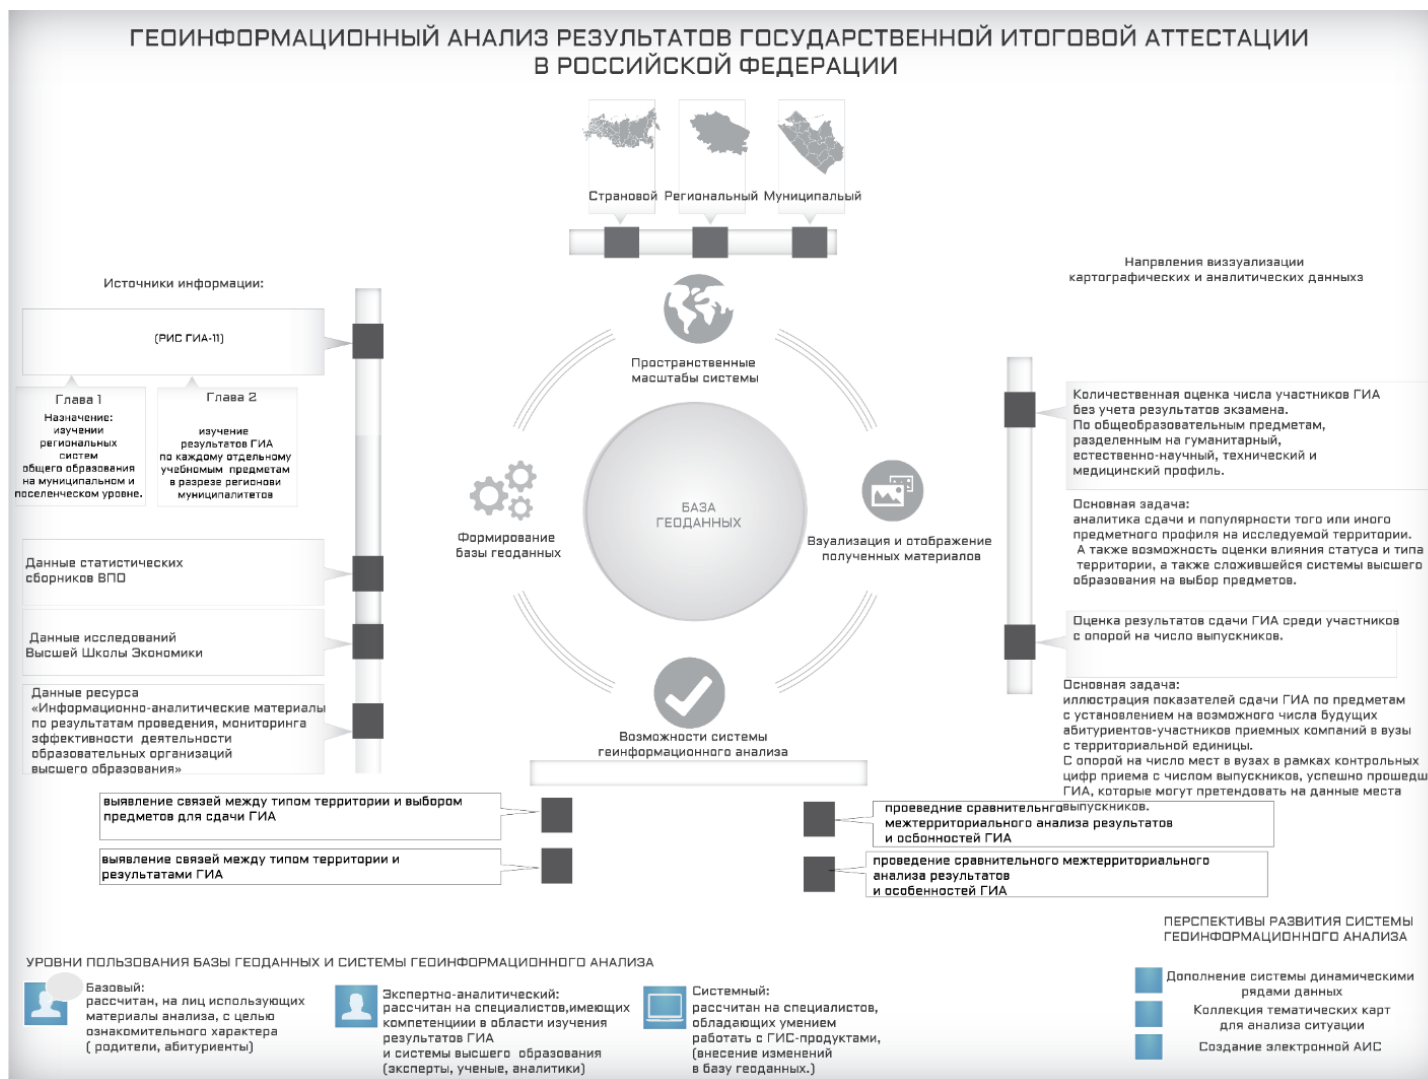 ГЕОИНФОРМАЦИОННЫЙ АНАЛИЗ РЕЗУЛЬТАТОВ ГОСУДАРСТВЕННОЙ ИТОГОВОЙ АТТЕСТАЦИИ
В РОССИЙСКОЙ ФЕДЕРАЦИИ
Страновой
Региональный
Муниципалый
Источники информации:
(РИС ГИА-11)
Глава 1
Назначение:
изучении
региональных
систем
общего образования
на муниципальном и
поселенческом уровне.
Глава 2
изучение
результатов ГИА
по каждому отдельному
учебномым предметам
в разрезе регионови
муниципалитетов
Данные статистических
сборников ВПО
Данные исследований
Высшей Школы Экономики
Данные ресурса
«Информационно-аналитические материалы
по результатам проведения, мониторинга
эффективности деятельности
образовательных организаций
высшего образования»
Пространственные
масштабы системы
Формирование
базы геоданных
БАЗА
ГЕОДАННЫХ
Взуализация и отображение
полученных материалов
Возможности системы
геинформационного анализа
Напрвления виззуализации
картографических и аналитических данныхз
Количественная оценка числа участников ГИА
без учета результатов экзамена.
По общеобразовательным предметам,
разделенным на гуманитарный,
естественно-научный, технический и
медицинский профиль.
Основная задача:
аналитика сдачи и популярности того или иного
предметного профиля на исследуемой территории.
А также возможность оценки влияния статуса и типа
территории, а также сложившейся системы высшего
образования на выбор предметов.
Оценка результатов сдачи ГИА среди участников
с опорой на число выпускников.
Основная задача:
иллюстрация показателей сдачи ГИА по предметам
с установлением на возможного числа будущих
абитуриентов-участников приемных компаний в вузы
с территориальной единицы.
С опорой на число мест в вузах в рамках контрольных
цифр приема с числом выпускников, успешно прошедш
ГИА, которые могут претендовать на данные места
выпускников.
выявление связей между типом территории и выбором
предметов для сдачи ГИА
выявление связей между типом территории и
результатами ГИА
проеведние сравнительнго
межтерриториального анализа результатов
и осбонностей ГИА
проведение сравнительного межтерриториального
анализа результатов
и особенностей ГИА
УРОВНИ ПОЛЬЗОВАНИЯ БАЗЫ ГЕОДАННЫХ И СИСТЕМЫ ГЕОИНФОРМАЦИОННОГО АНАЛИЗА
Базовый:
рассчитан, на лиц использующих
материалы анализа, с целью
ознакомительного характера
( родители, абитуриенты)
Экспертно-аналитический:
рассчитан на специалистов,имеющих
компетенциии в области изучения
результатов ГИА
и системы высшего образования
(эксперты, ученые, аналитики)
Системный:
рассчитан на специалистов,
обладающих умением
работать с ГИС-продуктами,
(внесение изменений
в базу геоданных.)
ПЕРСПЕКТИВЫ РАЗВИТИЯ СИСТЕМЫ
ГЕОИНФОРМАЦИОННОГО АНАЛИЗА
Дополнение системы динамическими
рядами данных
Коллекция тематических карт
для анализа ситуации
Создание электронной АИС